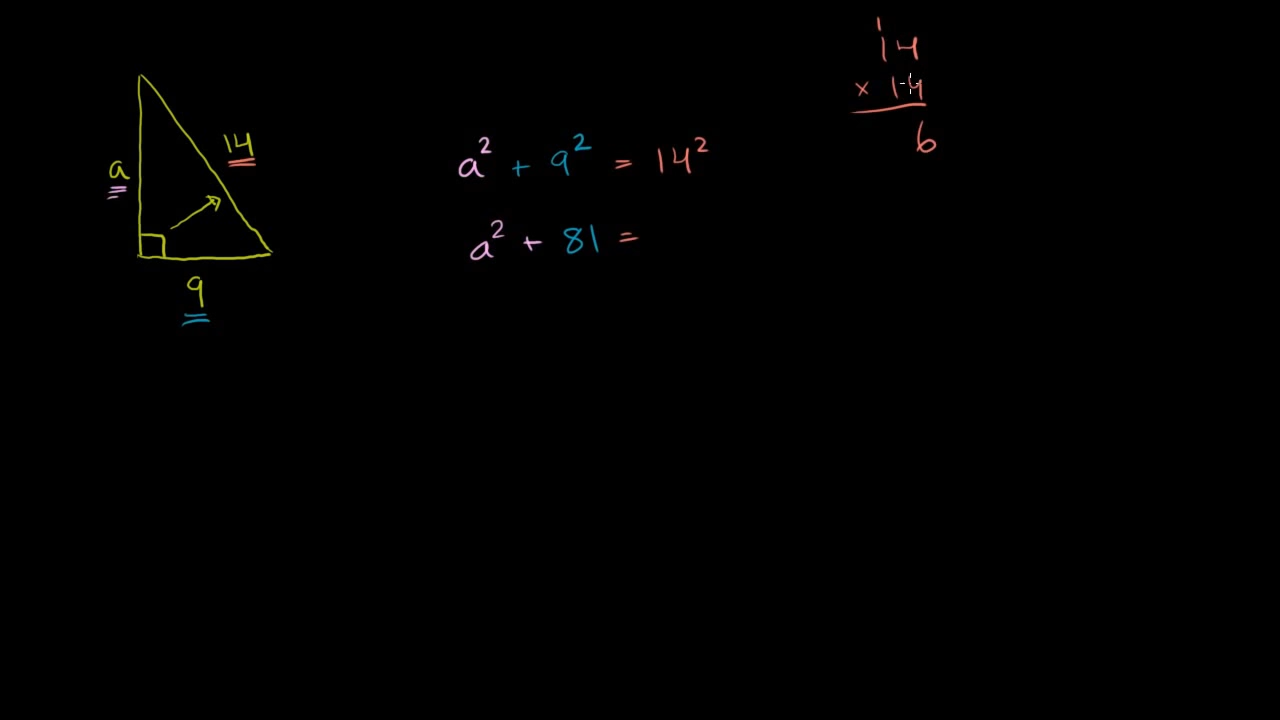 14
a
9
a² + 9² = 14²
a² + 81 =
1
14
× 14
6